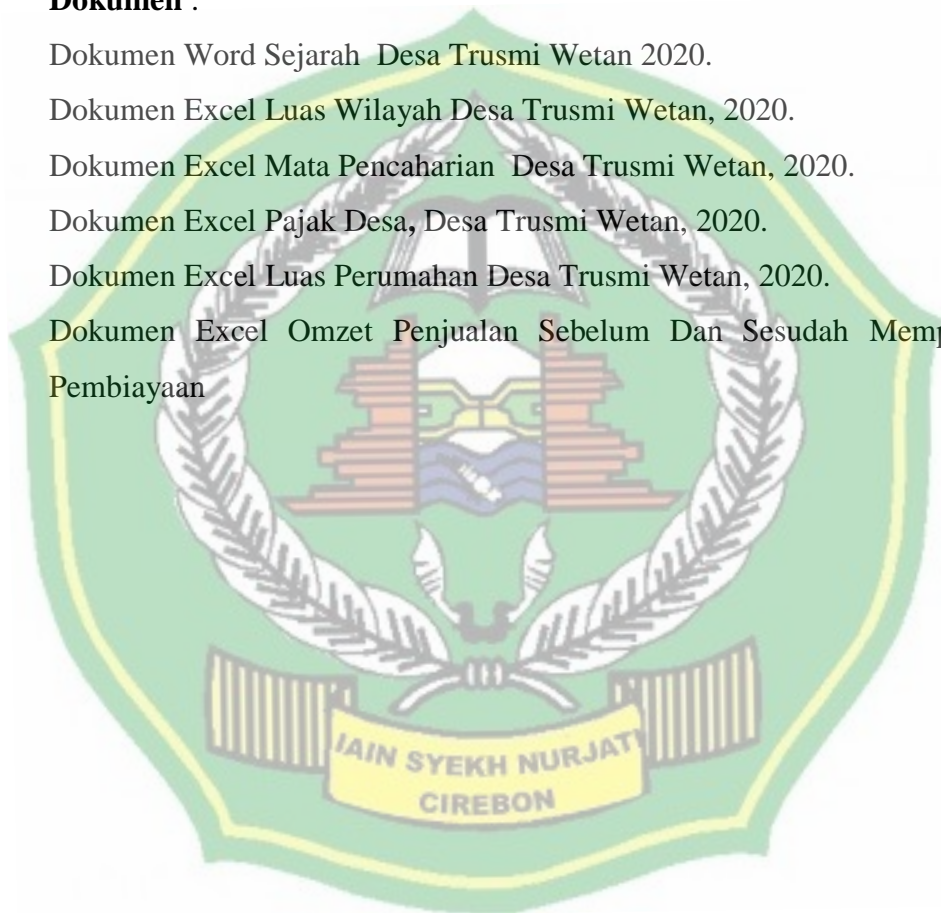 Dokumen :
Dokumen Word Sejarah Desa Trusmi Wetan 2020.
Dokumen Excel Luas Wilayah Desa Trusmi Wetan, 2020.
Dokumen Excel Mata Pencaharian Desa Trusmi Wetan, 2020.
Dokumen Excel Pajak Desa, Desa Trusmi Wetan, 2020.
Dokumen Excel Luas Perumahan Desa Trusmi Wetan, 2020.
Dokumen Excel Omzet Penjualan Sebelum Dan Sesudah Memp
Pembiayaan
IAIN SYEKH NURJATI
CIREBON